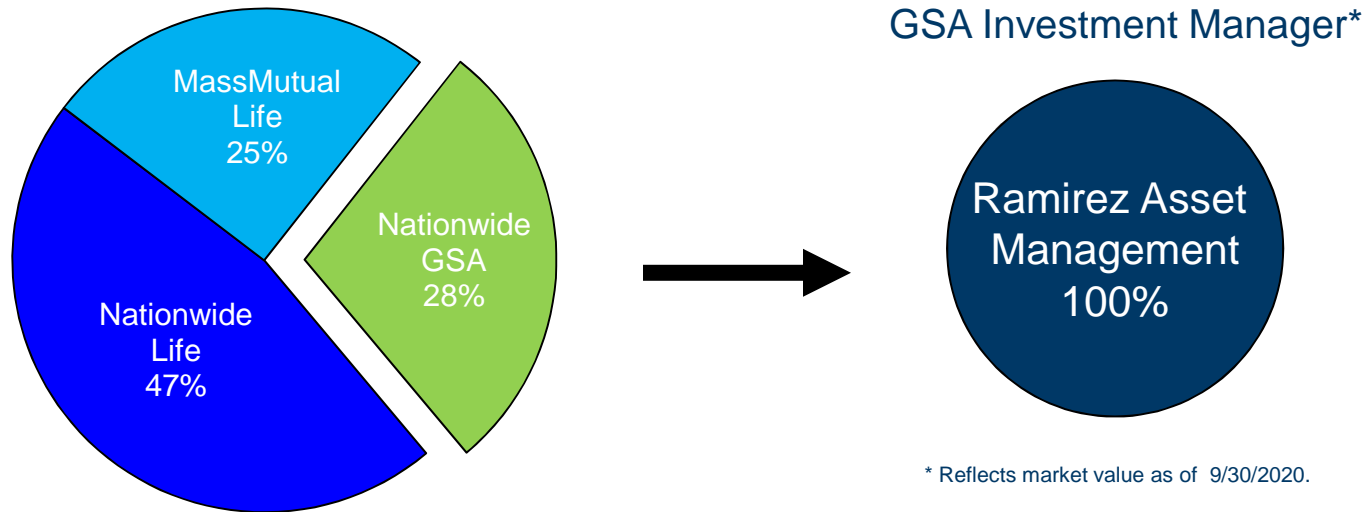 GSA Investment Manager*
MassMutual
Life
25%
Nationwide
GSA
28%
Nationwide
Life
47%
Ramirez Asset
Management
100%
* Reflects market value as of 9/30/2020.